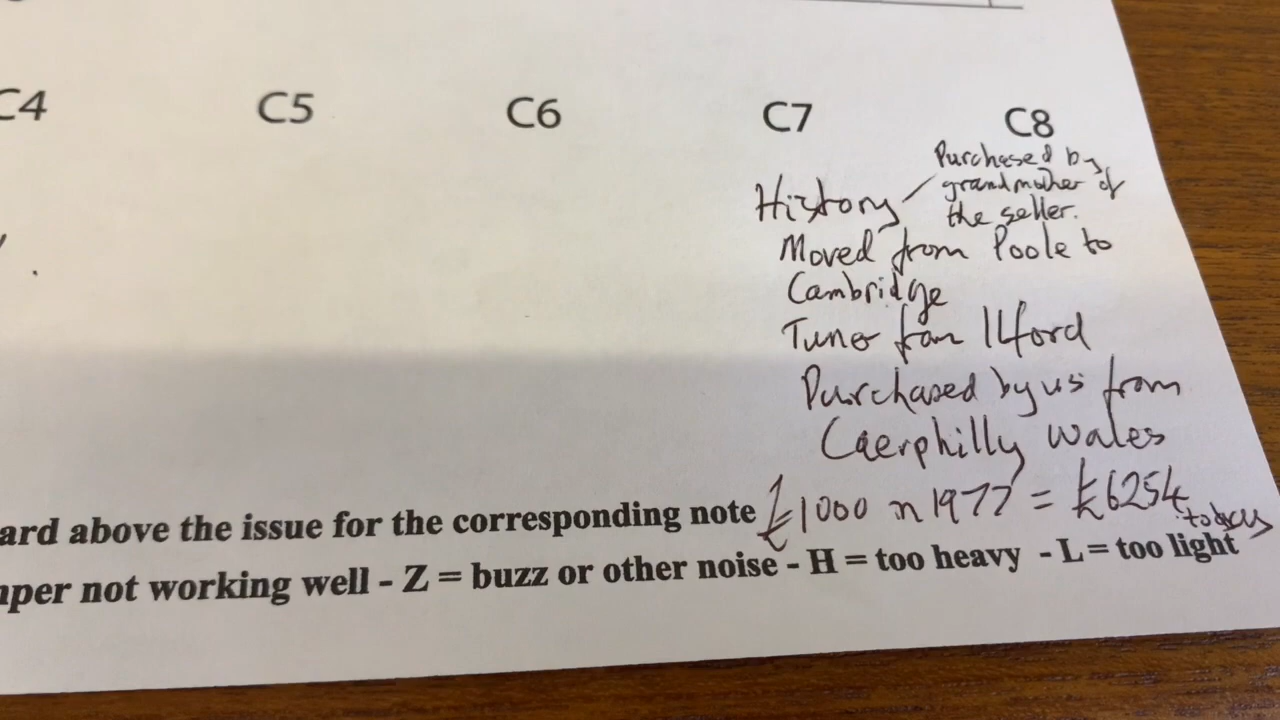 C4 C5 C6 C7 C8
Purchased by
History grandmother of
the seller.
Moved from Poole to
Cambridge
Tuner from Ilford
Purchased by us from
Caerphilly Wales
£1000 in 1977 = £6254
today
ard above the issue for the corresponding note
nper not working well - Z = buzz or other noise - H = too heavy - L = too light